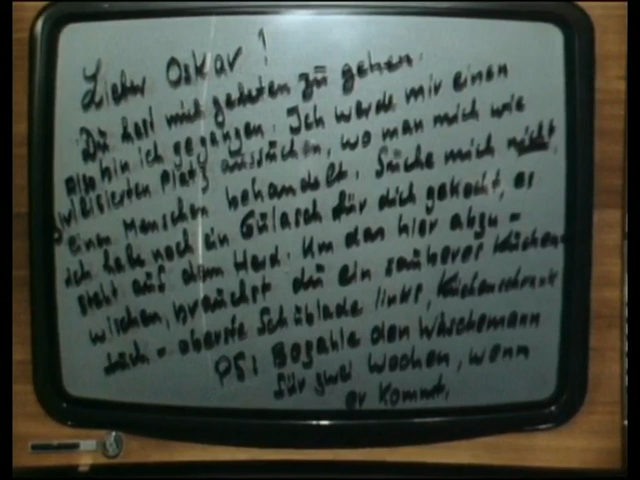 Lieber Oskar!
Du hast mich gebeten zu gehen.
Also bin ich gegangen. Ich werde mir einen
zivilisierten Platz aussuchen, wo man mich wie
einen Menschen behandelt. Suche mich nicht.
Ich habe noch ein Gulasch für dich gekocht, es
steht auf dem Herd. Um das hier abzu-
wischen, brauchst du ein sauberes Küchen-
tuch - oberste Schublade links, Küchenschrank
PS: Bezahle den Wäschemann
für zwei Wochen, wenn
er kommt.